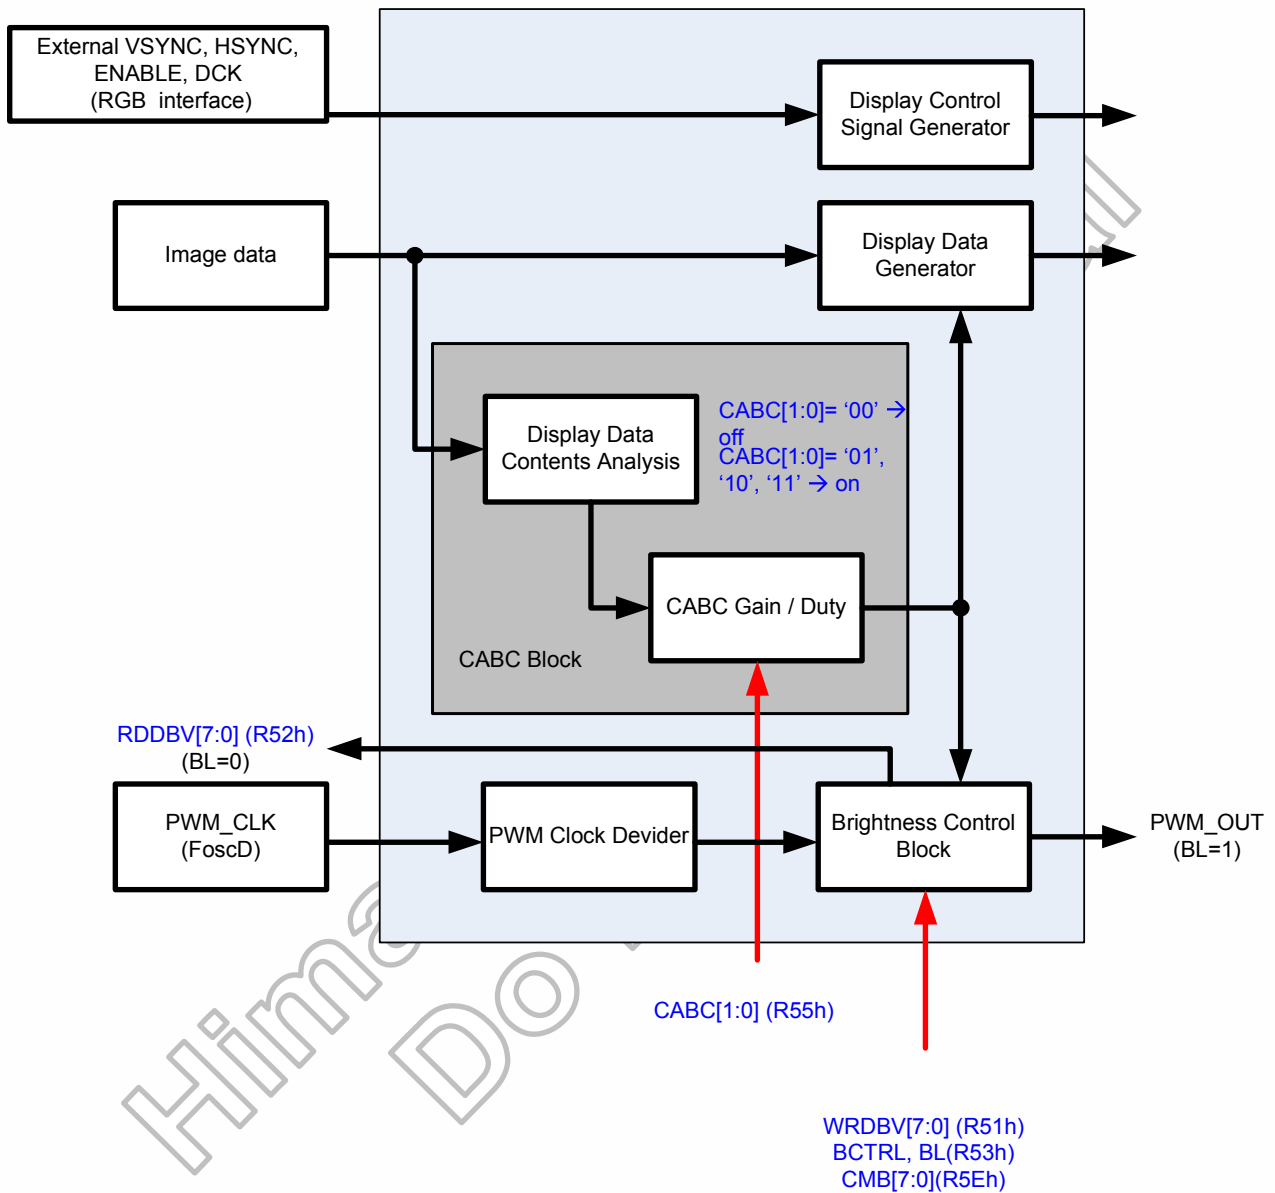 External VSYNC, HSYNC,
ENABLE, DCK
(RGB interface)
Display Control
Signal Generator
Image data
Display Data
Generator
Display Data
Contents Analysis
CABC[1:0]= ‘00’ →
off
CABC[1:0]= ‘01’,
‘10’, ‘11’ → on
CABC Gain / Duty
CABC Block
RDDBV[7:0] (R52h)
(BL=0)
PWM_CLK
(FoscD)
PWM Clock Devider
Brightness Control
Block
PWM_OUT
(BL=1)
CABC[1:0] (R55h)
WRDBV[7:0] (R51h)
BCTRL, BL(R53h)
CMB[7:0](R5Eh)
Do